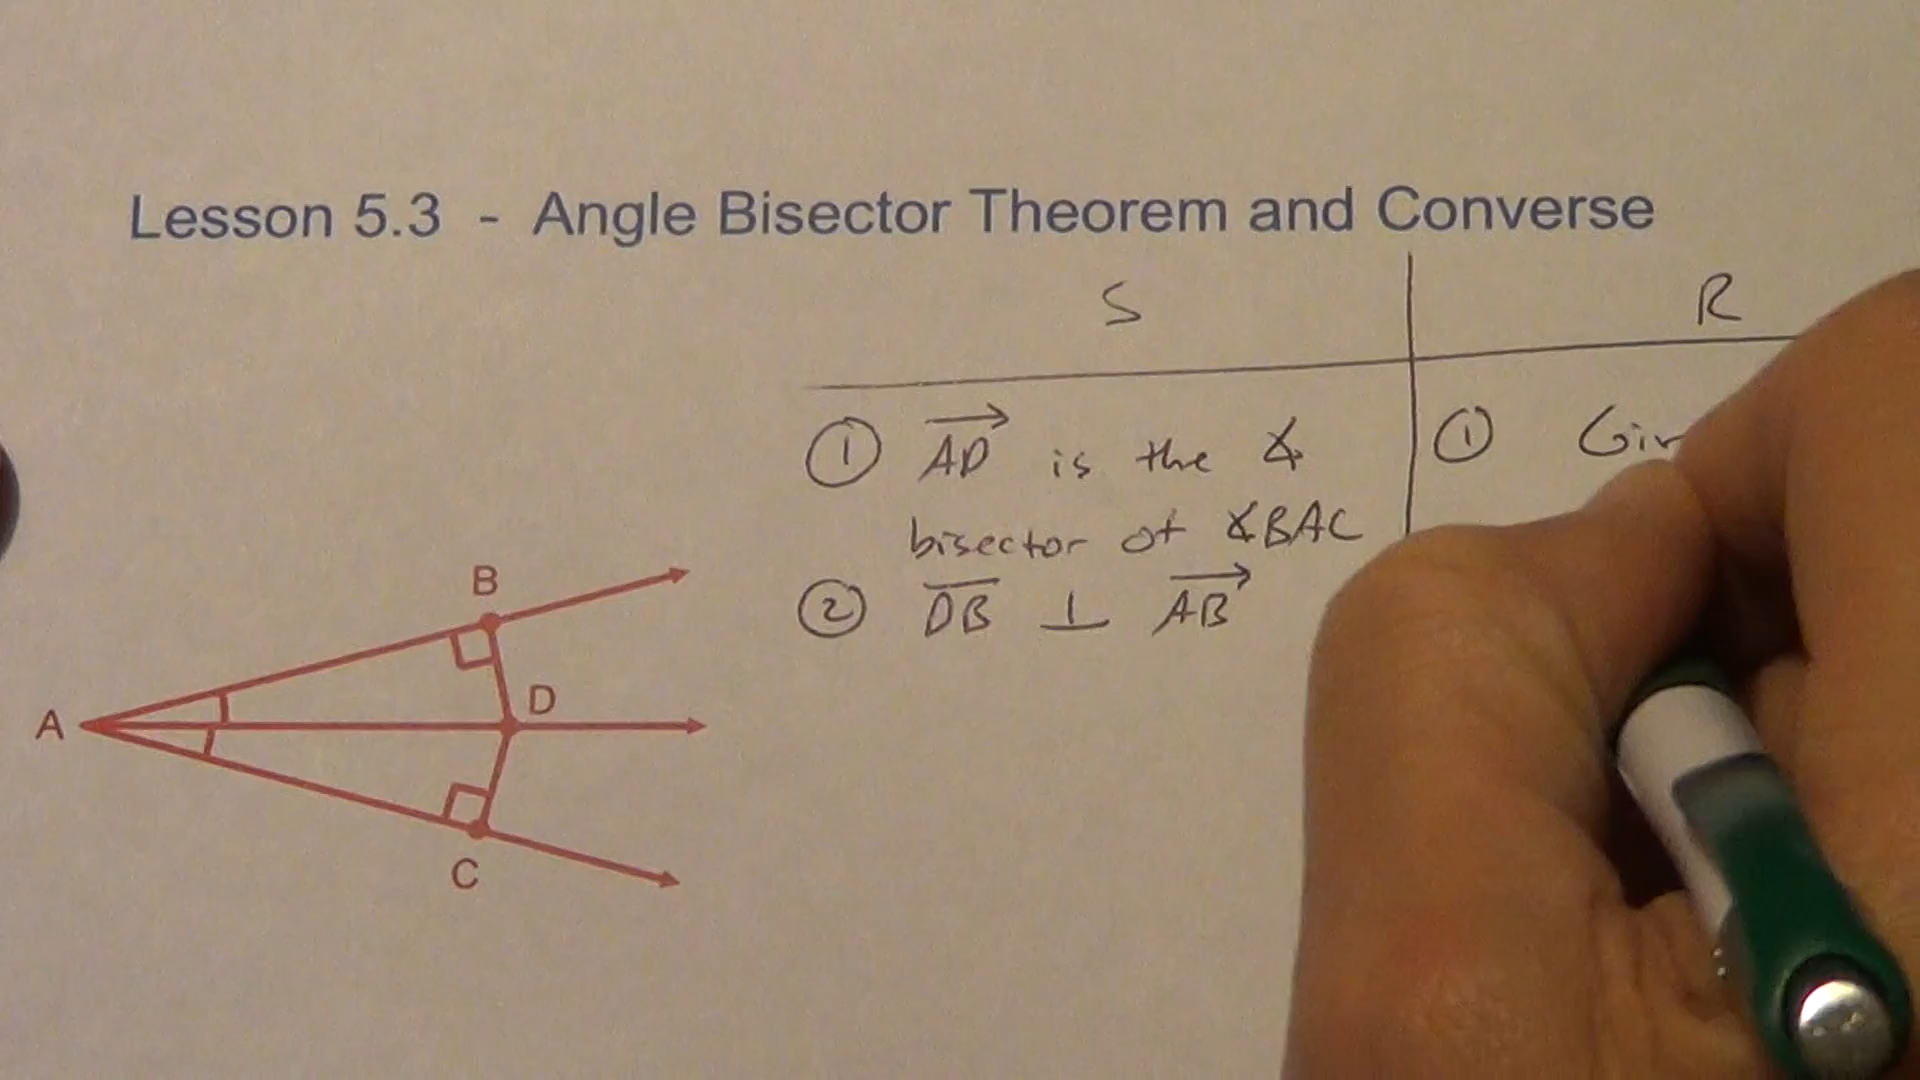 Lesson 5.3 - Angle Bisector Theorem and Converse
S R
① AD is the ∡ ① Giv
bisector of ∡BAC
② DB ⊥ AB
B
D
A
C